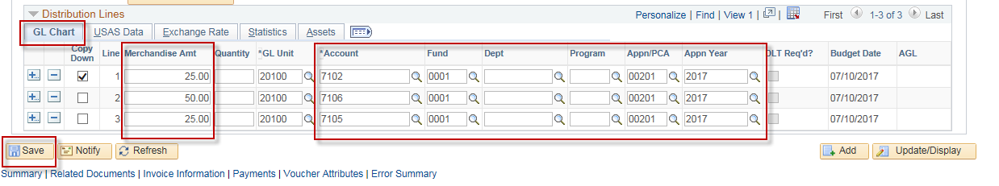 Distribution Lines Personalize | Find | View 1 | First 1-3 of 3 Last
GL Chart USAS Data Exchange Rate Statistics Assets
Copy Down Line Merchandise Amt Quantity *GL Unit *Account Fund Dept Program Appn/PCA Appn Year OLT Req'd? Budget Date AGL
1 25.00 20100 7102 0001 00201 2017 07/10/2017
2 50.00 20100 7106 0001 00201 2017 07/10/2017
3 25.00 20100 7105 0001 00201 2017 07/10/2017
Save Notify Refresh Add Update/Display
Summary | Related Documents | Invoice Information | Payments | Voucher Attributes | Error Summary